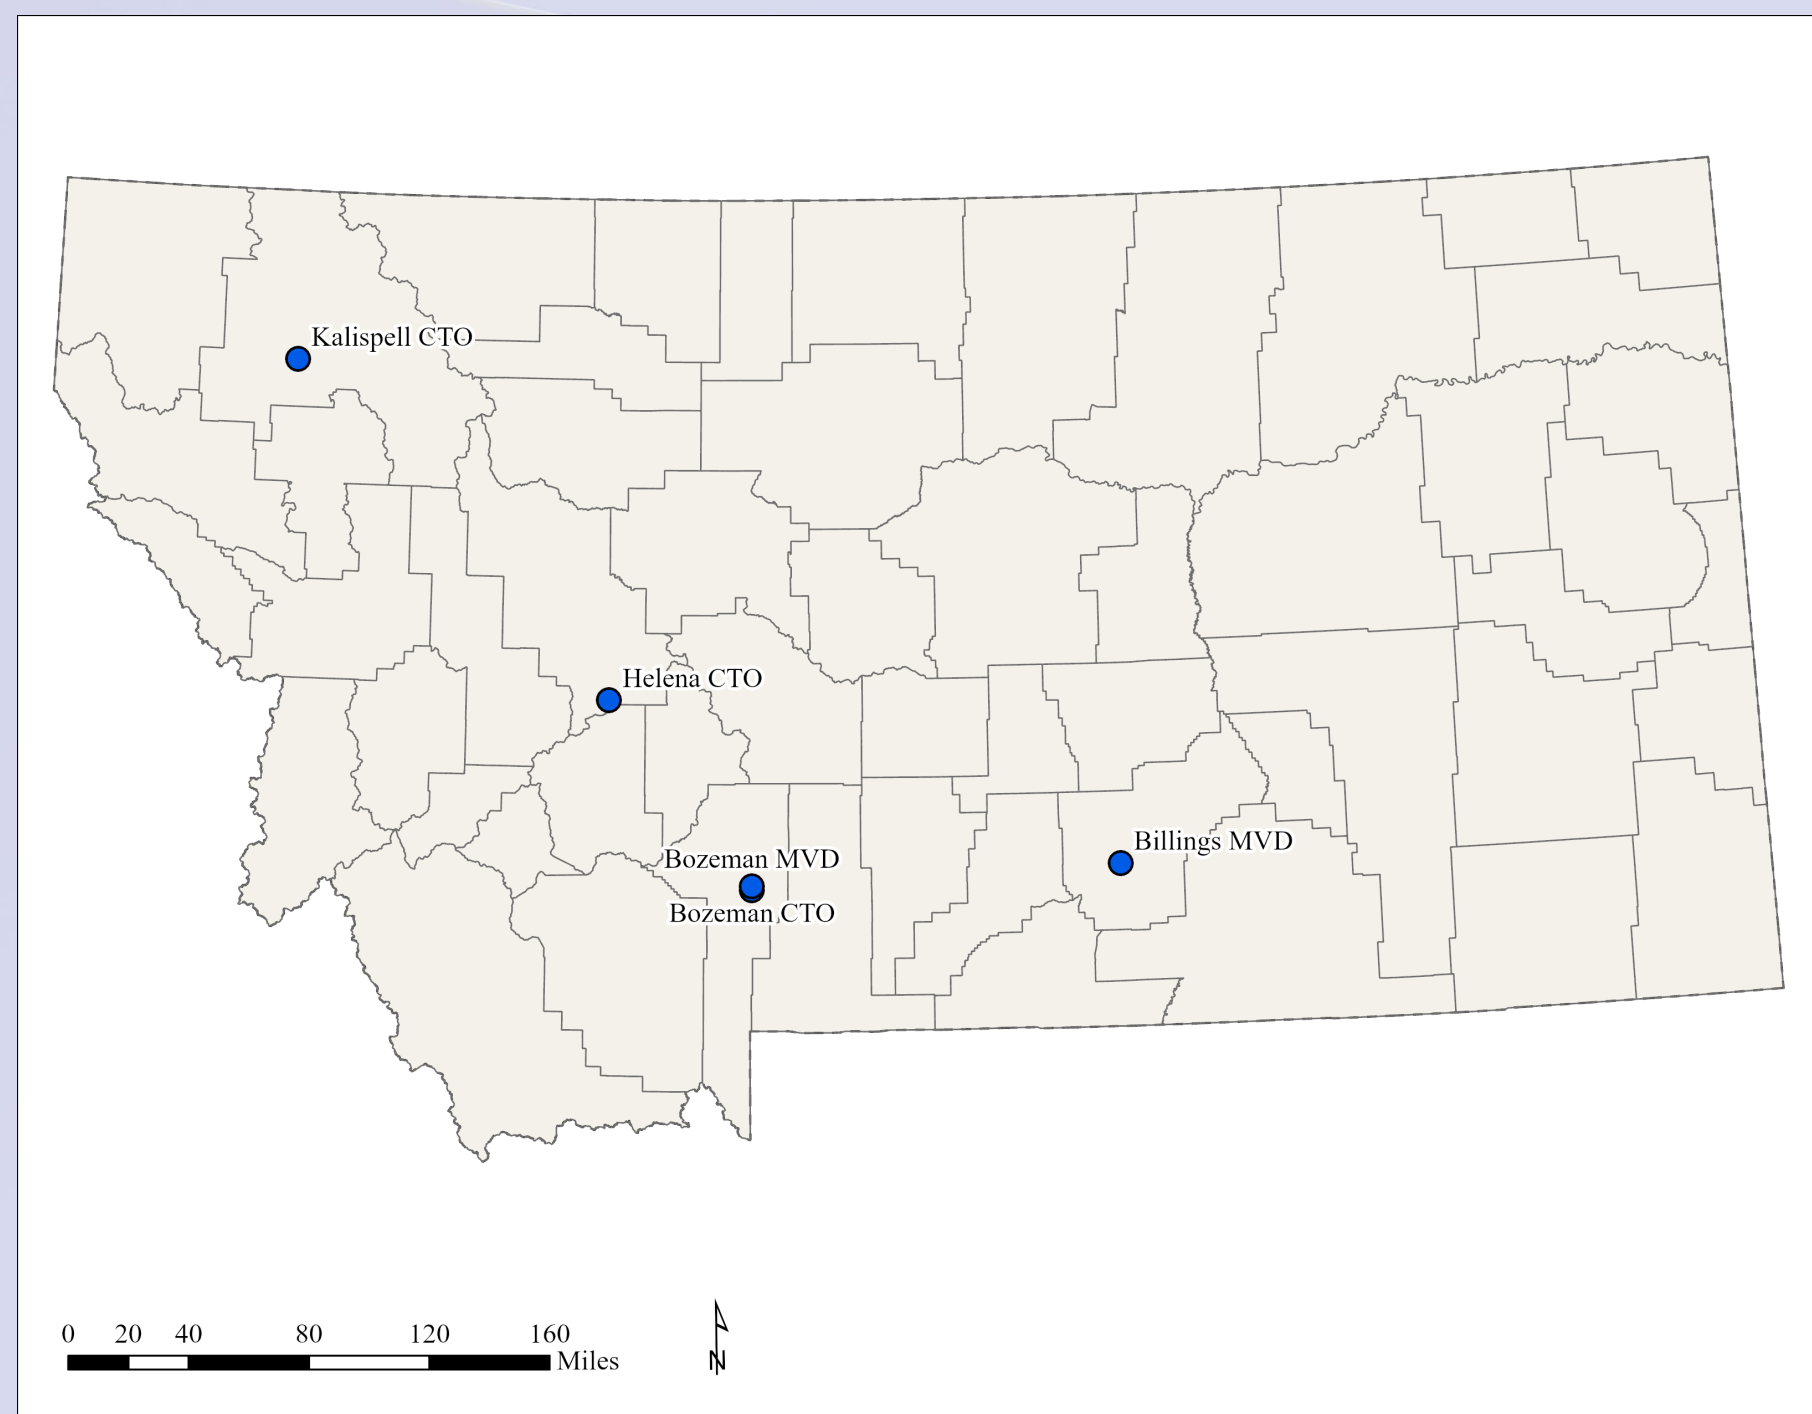 Kalispell CTO
Helena CTO
Billings MVD
Bozeman MVD
Bozeman CTO
0 20 40 80 120 160
Miles
N